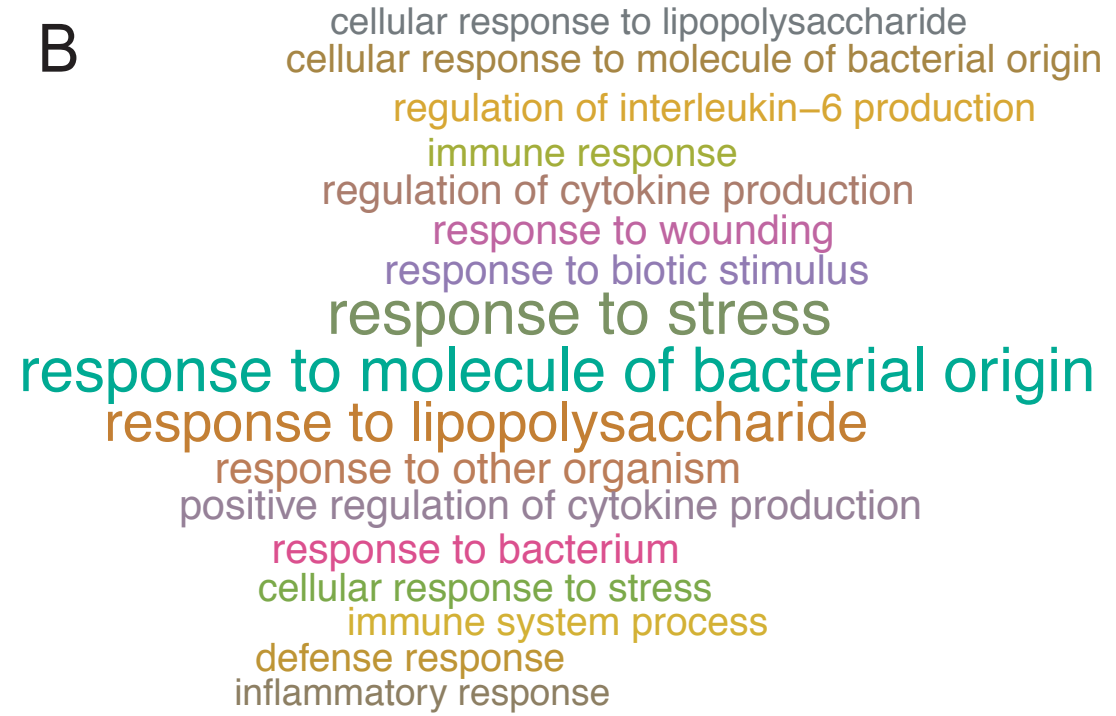 B
cellular response to lipopolysaccharide
cellular response to molecule of bacterial origin
regulation of interleukin−6 production
immune response
regulation of cytokine production
response to wounding
response to biotic stimulus
response to stress
response to molecule of bacterial origin
response to lipopolysaccharide
response to other organism
positive regulation of cytokine production
response to bacterium
cellular response to stress
immune system process
defense response
inflammatory response